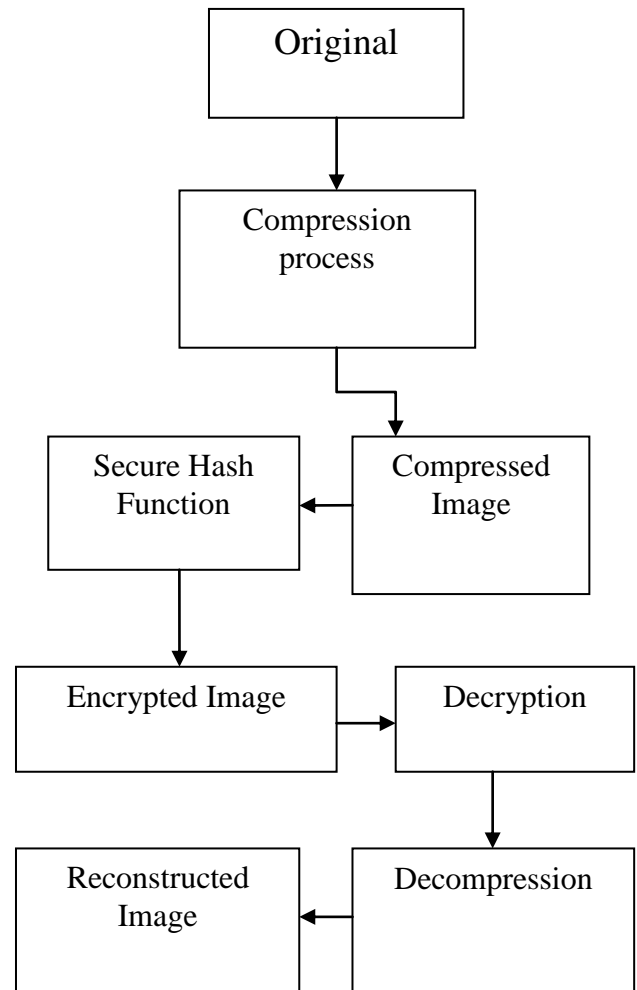 Original
Compression
process
Secure Hash
Function
Compressed
Image
Encrypted Image
Decryption
Reconstructed
Image
Decompression